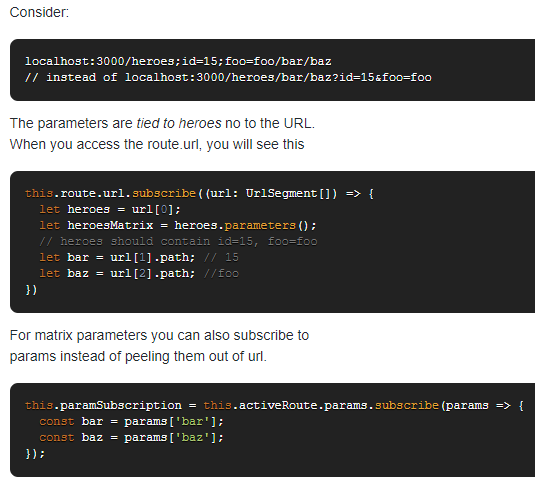 Consider:
localhost:3000/heroes;id=15;foo=foo/bar/baz
// instead of localhost:3000/heroes/bar/baz?id=15&foo=foo
The parameters are tied to heroes no to the URL.
When you access the route.url, you will see this
this.route.url.subscribe((url: UrlSegment[]) => {
  let heroes = url[0];
  let heroesMatrix = heroes.parameters();
  // heroes should contain id=15, foo=foo
  let bar = url[1].path; // 15
  let baz = url[2].path; //foo
})
For matrix parameters you can also subscribe to
params instead of peeling them out of url.
this.paramSubscription = this.activeRoute.params.subscribe(params => {
  const bar = params['bar'];
  const baz = params['baz'];
});